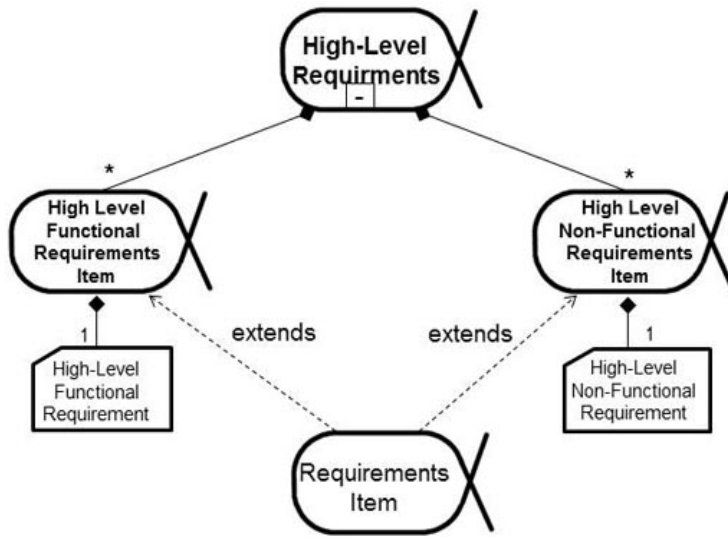 High-Level
Requirments
-
*
*
High Level
Functional
Requirements
Item
High Level
Non-Functional
Requirements
Item
1
extends
extends
1
High-Level
Functional
Requirement
High-Level
Non-Functional
Requirement
Requirements
Item